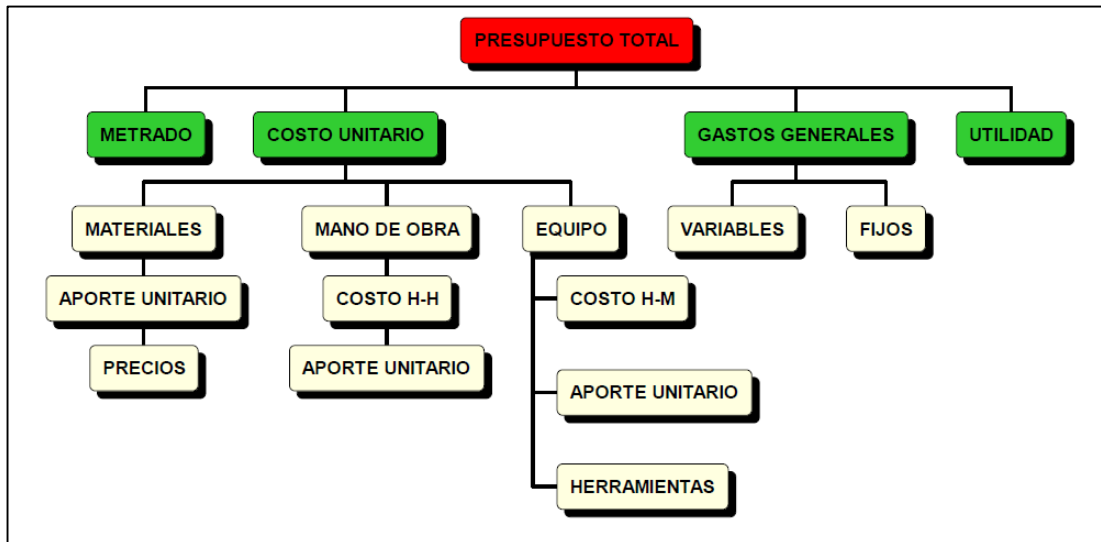 PRESUPUESTO TOTAL
METRADO
COSTO UNITARIO
GASTOS GENERALES
UTILIDAD
MATERIALES
MANO DE OBRA
EQUIPO
VARIABLES
FIJOS
APORTE UNITARIO
COSTO H-H
COSTO H-M
PRECIOS
APORTE UNITARIO
APORTE UNITARIO
HERRAMIENTAS